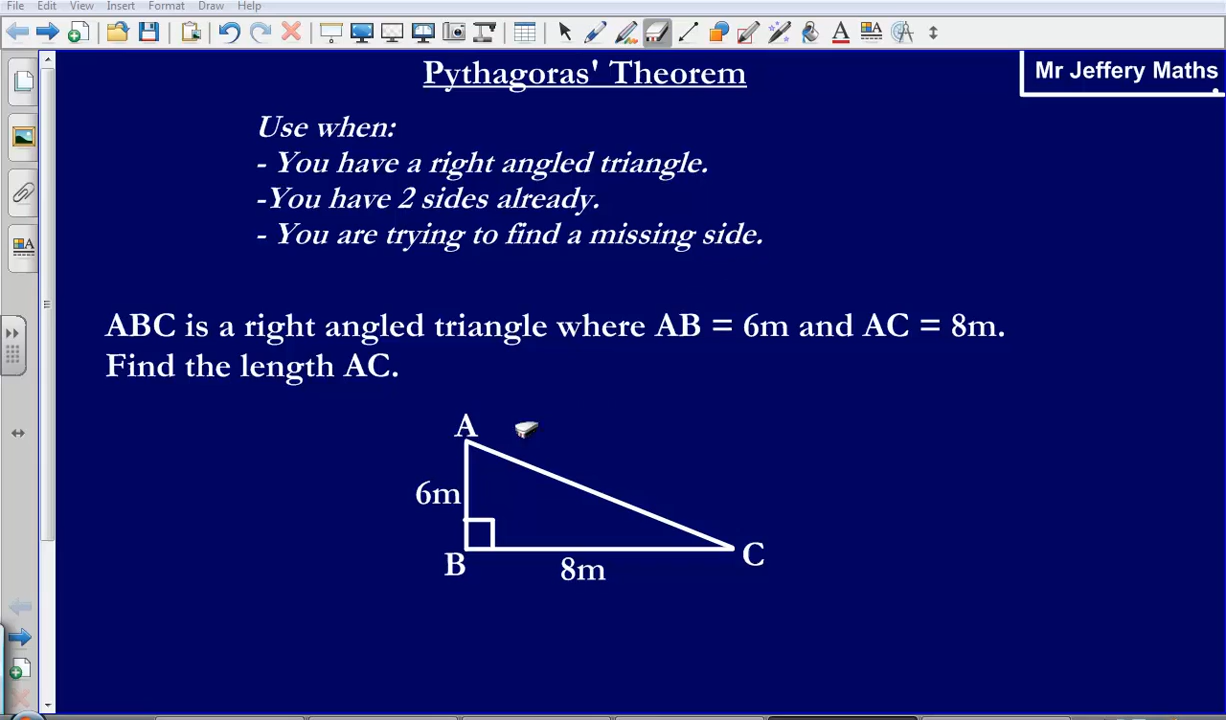 File Edit View Insert Format Draw Help
Pythagoras' Theorem
Mr Jeffery Maths
Use when:
- You have a right angled triangle.
-You have 2 sides already.
- You are trying to find a missing side.
ABC is a right angled triangle where AB = 6m and AC = 8m.
Find the length AC.
A
6m
B
C
8m